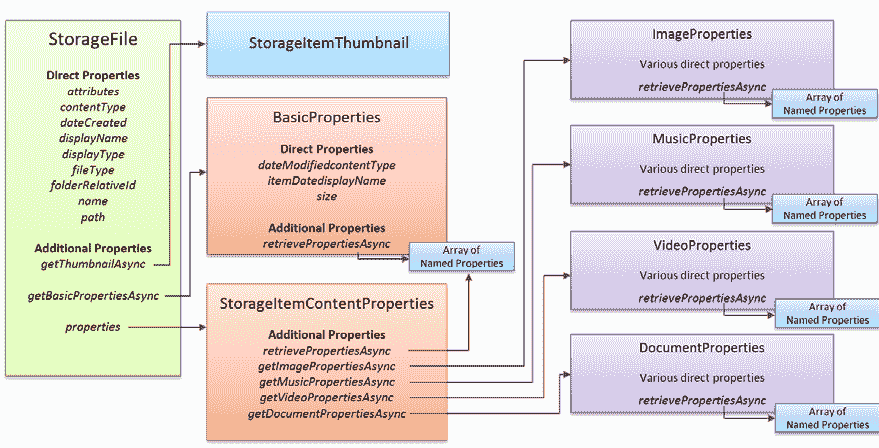 StorageFile
Direct Properties
attributes
contentType
dateCreated
displayName
displayType
fileType
folderRelativeId
name
path
Additional Properties
getThumbnailAsync
getBasicPropertiesAsync
properties
StorageItemThumbnail
BasicProperties
Direct Properties
dateModifiedcontentType
itemDatedisplayName
size
Additional Properties
retrievePropertiesAsync
Array of
Named Properties
StorageItemContentProperties
Additional Properties
retrievePropertiesAsync
getImagePropertiesAsync
getMusicPropertiesAsync
getVideoPropertiesAsync
getDocumentPropertiesAsync
ImageProperties
Various direct properties
retrievePropertiesAsync
Array of
Named Properties
MusicProperties
Various direct properties
retrievePropertiesAsync
Array of
Named Properties
VideoProperties
Various direct properties
retrievePropertiesAsync
Array of
Named Properties
DocumentProperties
Various direct properties
retrievePropertiesAsync
Array of
Named Properties